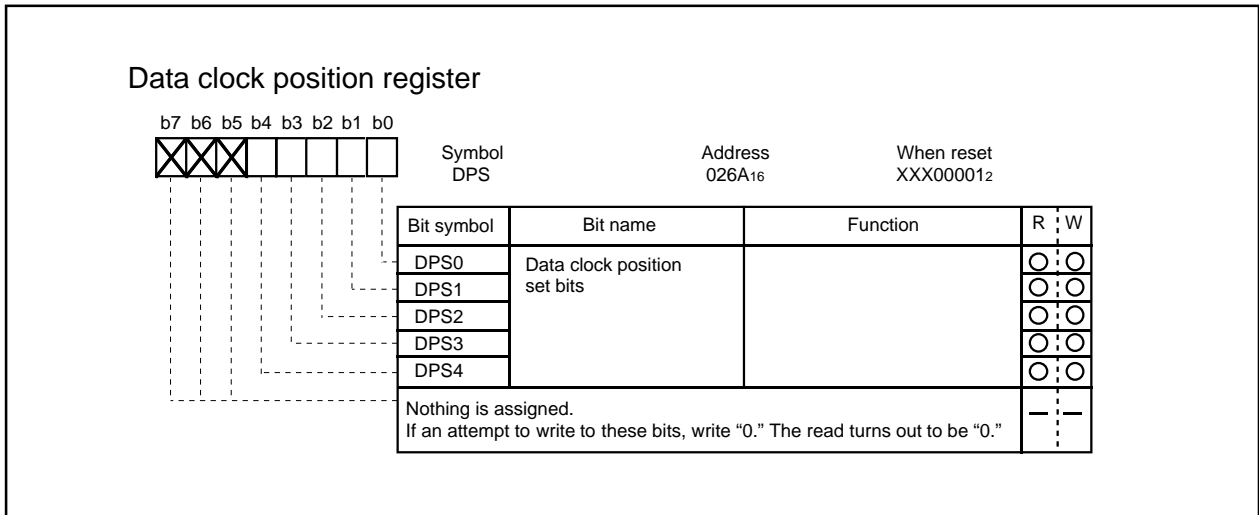 Data clock position register
b7 b6 b5 b4 b3 b2 b1 b0
Symbol Address When reset
DPS 026A16 XXX000012
Bit symbol Bit name Function R W
DPS0 Data clock position
DPS1 set bits
DPS2
DPS3
DPS4
Nothing is assigned.
If an attempt to write to these bits, write “0.” The read turns out to be “0.”